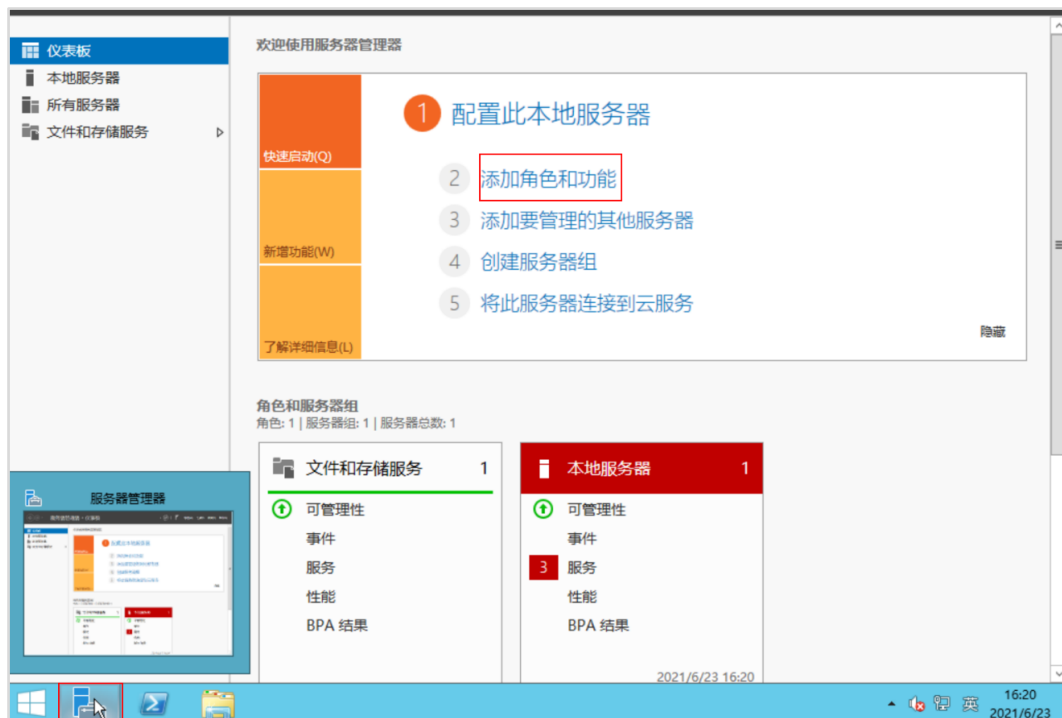 仪表板
本地服务器
所有服务器
文件和存储服务
欢迎使用服务器管理器
快速启动(Q)
新增功能(W)
了解详细信息(L)
1 配置此本地服务器
2 添加角色和功能
3 添加要管理的其他服务器
4 创建服务器组
5 将此服务器连接到云服务
隐藏
角色和服务器组
角色: 1 | 服务器组: 1 | 服务器总数: 1
文件和存储服务 1
可管理性
事件
服务
性能
BPA 结果
本地服务器 1
可管理性
事件
3 服务
性能
BPA 结果
2021/6/23 16:20
服务器管理器
英
16:20
2021/6/23